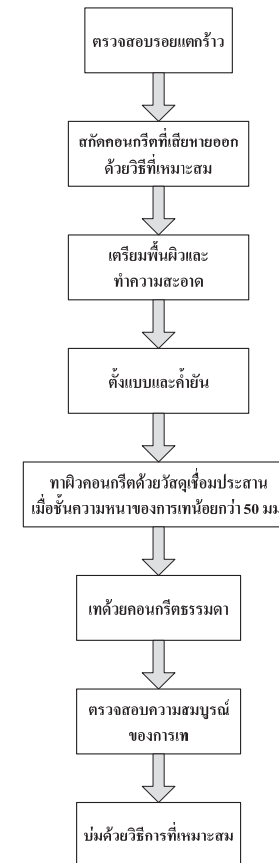 ตรวจสอบรอยแตกร้าว
สกัดคอนกรีตที่เสียหายออก
ด้วยวิธีที่เหมาะสม
เตรียมพื้นผิวและ
ทำความสะอาด
ตั้งแบบและค้ำยัน
ทาผิวคอนกรีตด้วยวัสดุเชื่อมประสาน
เมื่อชั้นความหนาของการเทน้อยกว่า 50 มม
เทด้วยคอนกรีตธรรมดา
ตรวจสอบความสมบูรณ์
ของการเท
บ่มด้วยวิธีการที่เหมาะสม